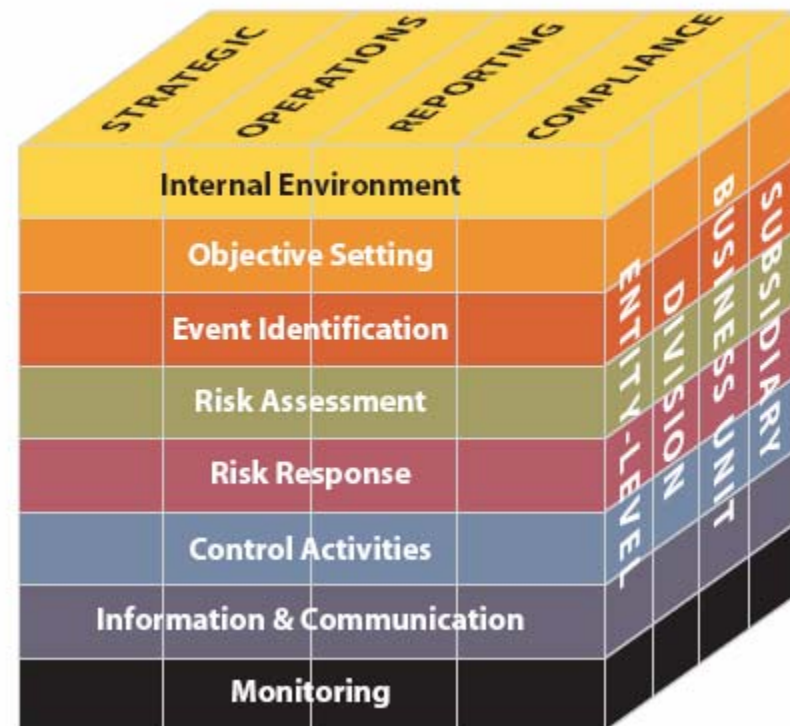 STRATEGIC
OPERATIONS
REPORTING
COMPLIANCE
Internal Environment
Objective Setting
Event Identification
Risk Assessment
Risk Response
Control Activities
Information & Communication
Monitoring
ENTITY-LEVEL
DIVISION
BUSINESS UNIT
SUBSIDIARY